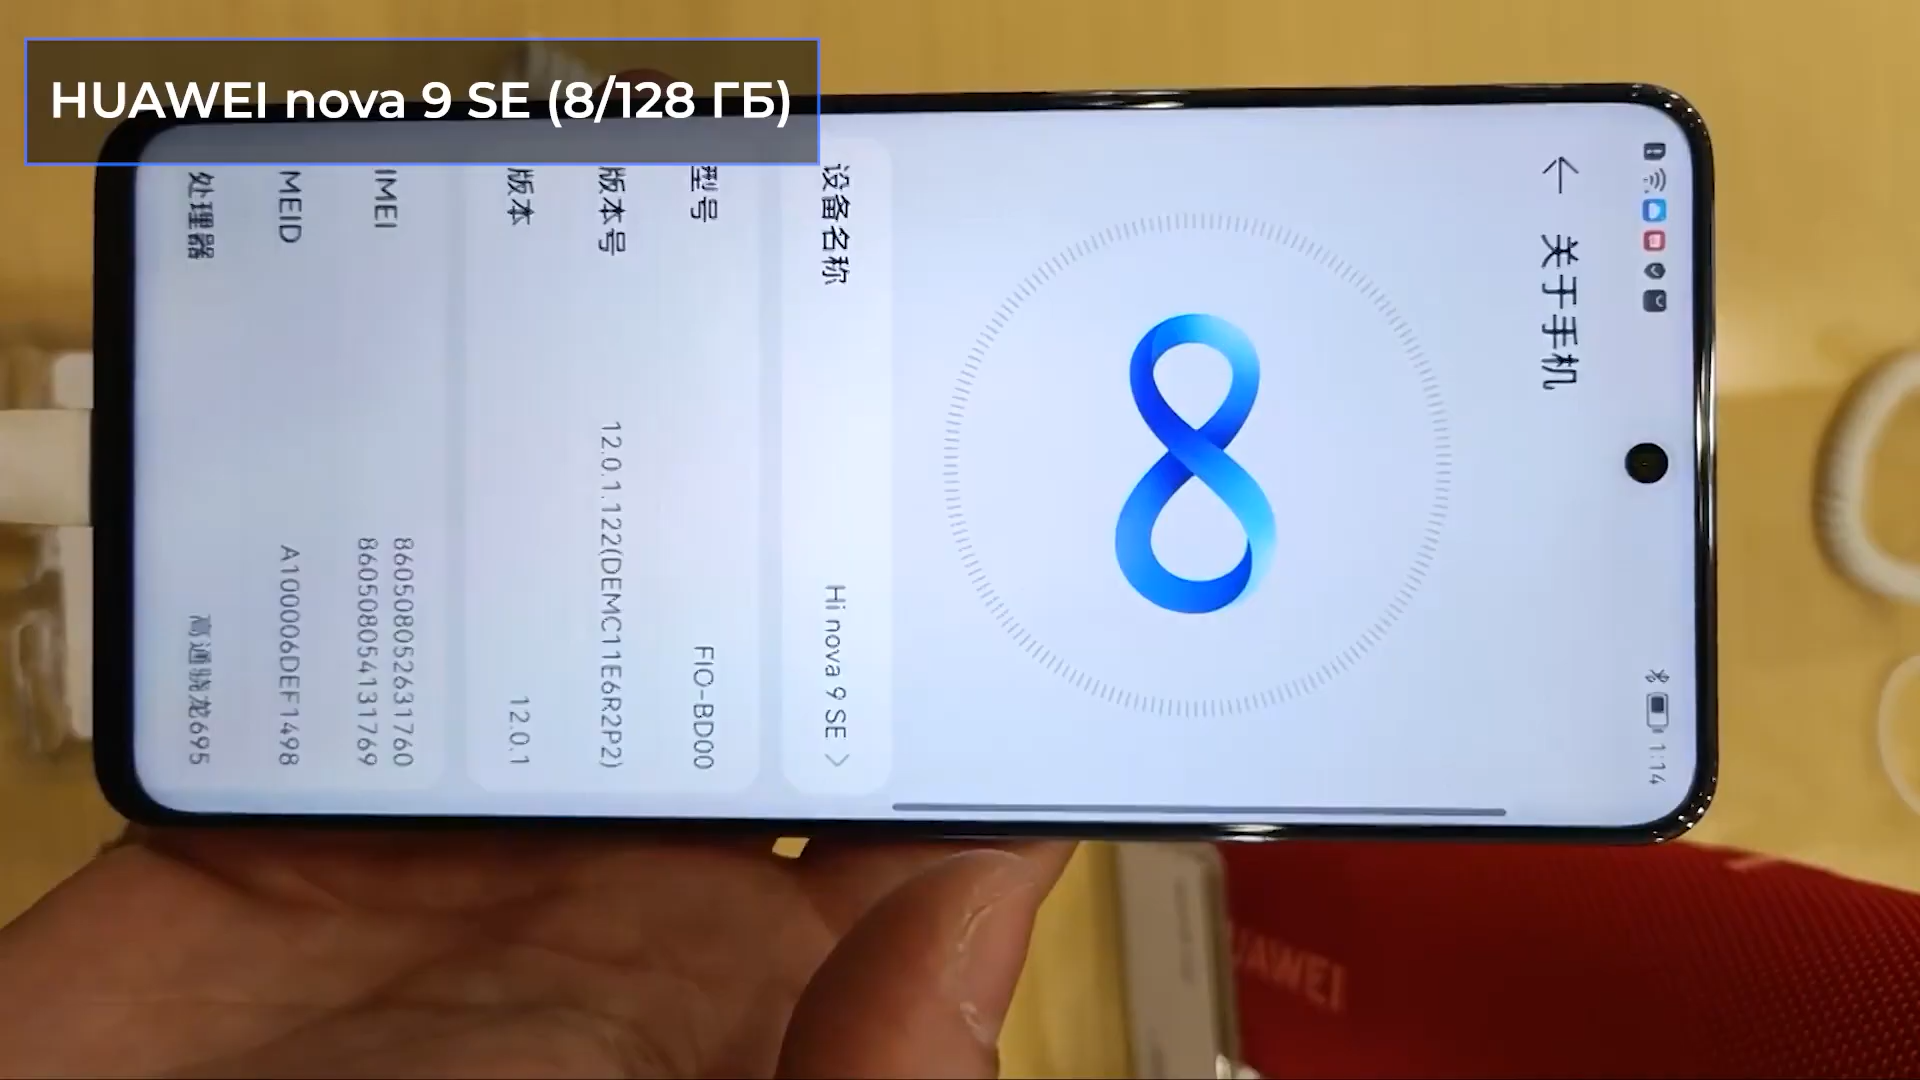 HUAWEI nova 9 SE (8/128 ГБ)
1:14
关于手机
设备名称 Hi nova 9 SE
型号 FIO-BD00
版本号 12.0.1.122(DEMC11E6R2P2)
版本 12.0.1
IMEI 860508052631760
860508054131769
MEID A100006DEF1498
处理器 高通骁龙695
HUAWEI